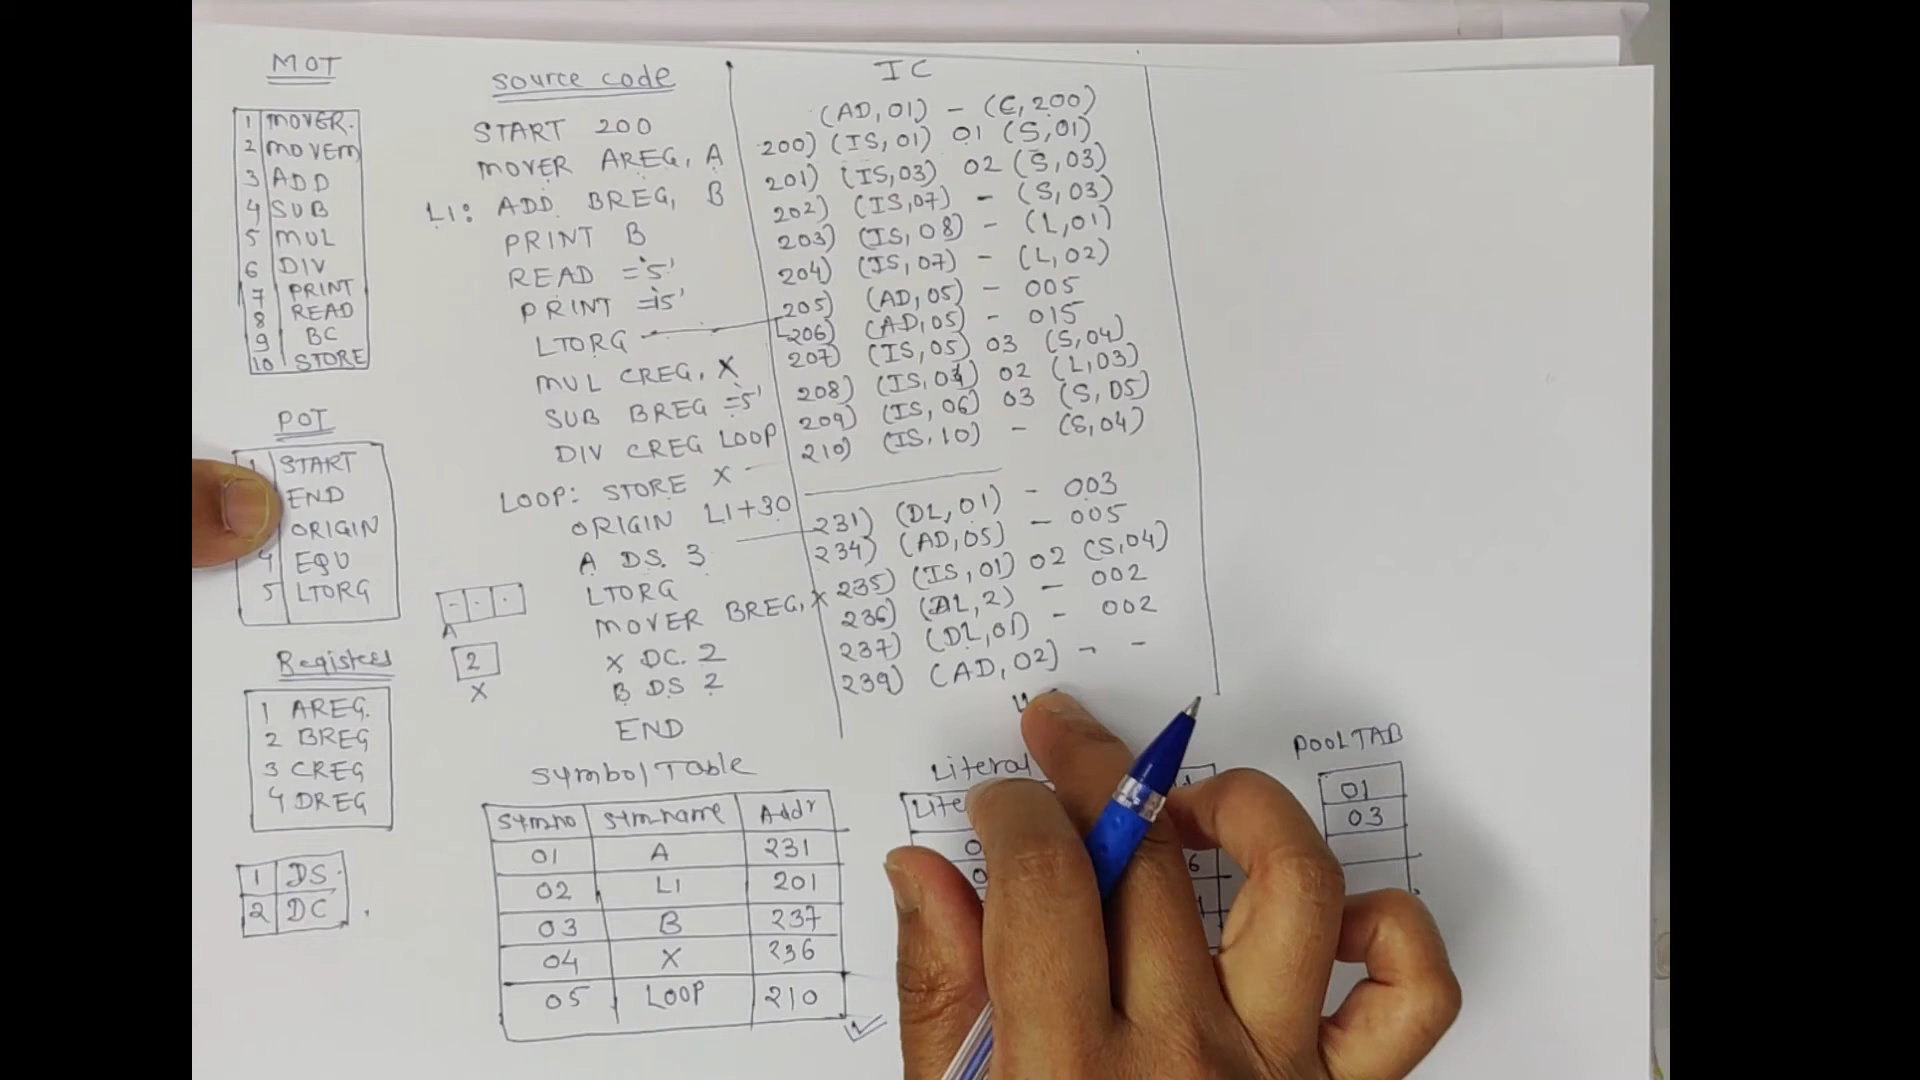 MOT
1 MOVER.
2 MOVEM
3 ADD
4 SUB
5 MUL
6 DIV
7 PRINT
8 READ
9 BC
10 STORE
POT
START
END
ORIGIN
4 EQU
5 LTORG
Registers
1 AREG.
2 BREG
3 CREG
4 DREG
1 DS.
2 DC
source code
START 200
MOVER AREG, A
L1: ADD BREG, B
PRINT B
READ ='5'
PRINT ='15'
LTORG
MUL CREG, X
SUB BREG ='5'
DIV CREG LOOP
LOOP: STORE X
ORIGIN L1+30
A DS. 3
LTORG
MOVER BREG, X
X DC. 2
B DS 2
END
A
2
X
IC
(AD, 01) - (C, 200)
200) (IS, 01) 01 (S, 01)
201) (IS, 03) 02 (S, 03)
202) (IS, 07) - (S, 03)
203) (IS, 08) - (L, 01)
204) (IS, 07) - (L, 02)
205) (AD, 05) - 005
206) (AD, 05) - 015
207) (IS, 05) 03 (S, 04)
208) (IS, 04) 02 (L, 03)
209) (IS, 06) 03 (S, 05)
210) (IS, 10) - (S, 04)
231) (DL, 01) - 003
234) (AD, 05) - 005
235) (IS, 01) 02 (S, 04)
236) (DL, 2) - 002
237) (DL, 01) - 002
239) (AD, 02) - -
Symbol Table
Sym.no Sym-name Addr
01 A 231
02 L1 201
03 B 237
04 X 236
05 LOOP 210
Literal
POOLTAB
01
03